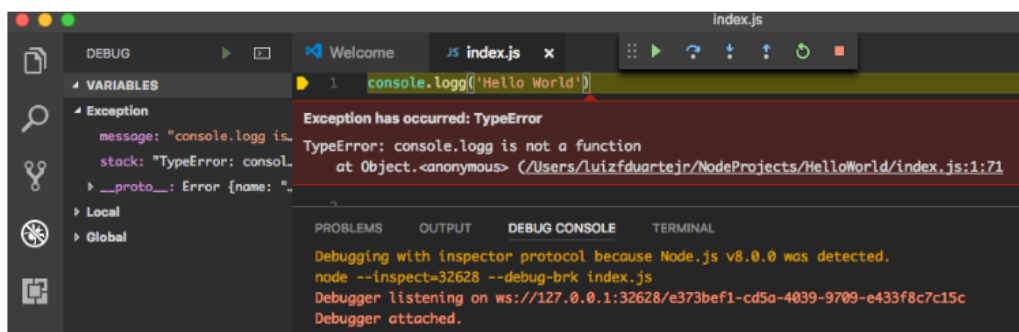 index.js
DEBUG
Welcome
JS index.js ×
VARIABLES
1 console.logg('Hello World')
Exception
message: "console.logg is…
stack: "TypeError: consol…
__proto__: Error {name: "…
Local
Global
Exception has occurred: TypeError
TypeError: console.logg is not a function
at Object.<anonymous> (/Users/luizfduartejr/NodeProjects/HelloWorld/index.js:1:71
PROBLEMS OUTPUT DEBUG CONSOLE TERMINAL
Debugging with inspector protocol because Node.js v8.0.0 was detected.
node --inspect=32628 --debug-brk index.js
Debugger listening on ws://127.0.0.1:32628/e373bef1-cd5a-4039-9709-e433f8c7c15c
Debugger attached.